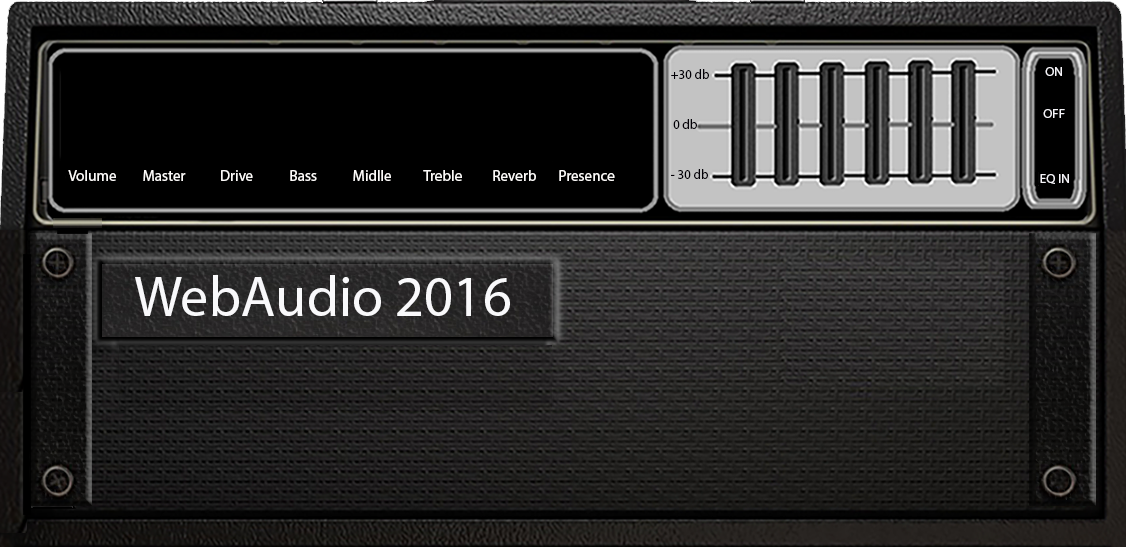 Volume Master Drive Bass Midlle Treble Reverb Presence
+30 db
0 db
- 30 db
ON
OFF
EQ IN
WebAudio 2016